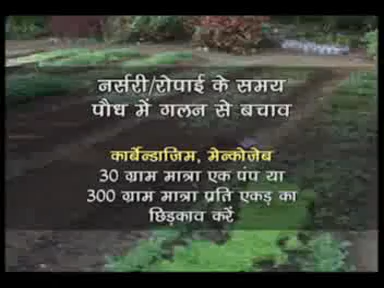 नर्सरी/रोपाई के समय
पौध में गलन से बचाव
कार्बेन्डाजिम, मेन्कोजेब
30 ग्राम मात्रा एक पंप या
300 ग्राम मात्रा प्रति एकड़ का
छिड़काव करें